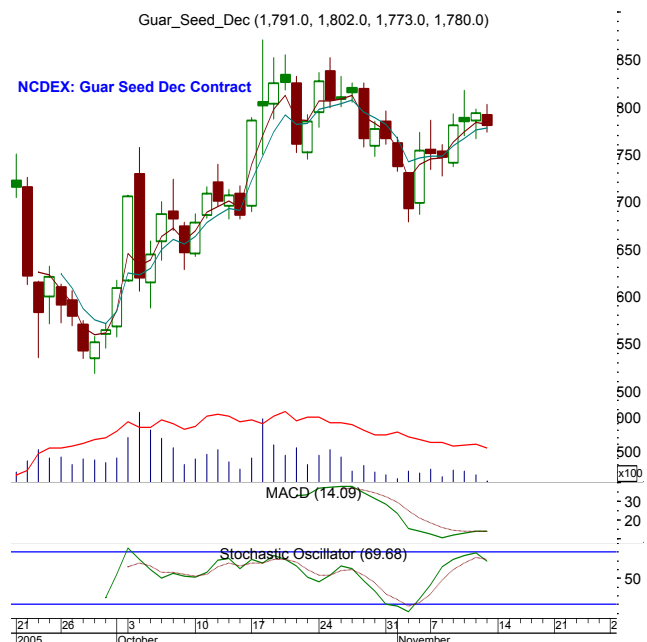 Guar_Seed_Dec (1,791.0, 1,802.0, 1,773.0, 1,780.0)
NCDEX: Guar Seed Dec Contract
850
800
750
700
650
600
550
500
900
500
x100
MACD (14.09)
30
20
Stochastic Oscillator (69.68)
50
21 26 3 10 17 24 31 7 14 21 2
2005 October November